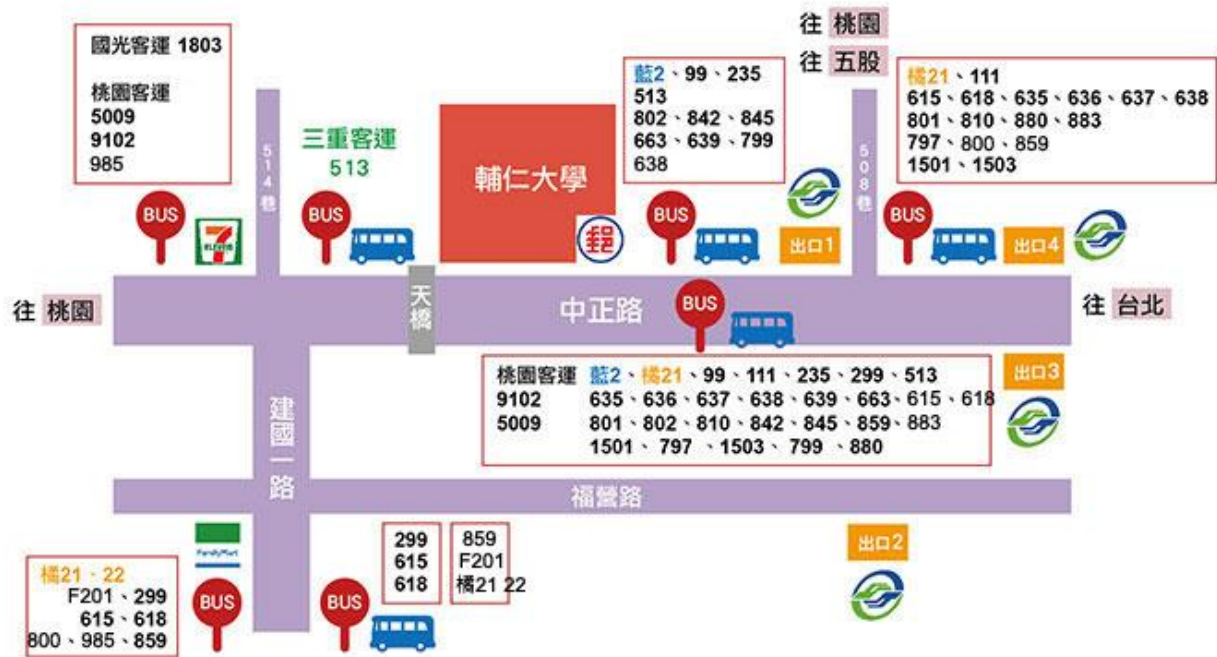 往 桃園
往 五股
國光客運 1803
桃園客運
5009
9102
985
三重客運
513
輔仁大學
郵
藍2、99、235
513
802、842、845
663、639、799
638
橘21、111
615、618、635、636、637、638
801、810、880、883
797、800、859
1501、1503
514巷
508巷
BUS
7
ELEVEn
BUS
BUS
出口1
BUS
出口4
往 桃園
天橋
中正路
BUS
往 台北
桃園客運
9102
5009
藍2、橘21、99、111、235、299、513
635、636、637、638、639、663、615、618
801、802、810、842、845、859、883
1501、797、1503、799、880
出口3
建國一路
福營路
FamilyMart
橘21．22
F201、299
615、618
800、985、859
BUS
BUS
299
615
618
859
F201
橘21 22
出口2